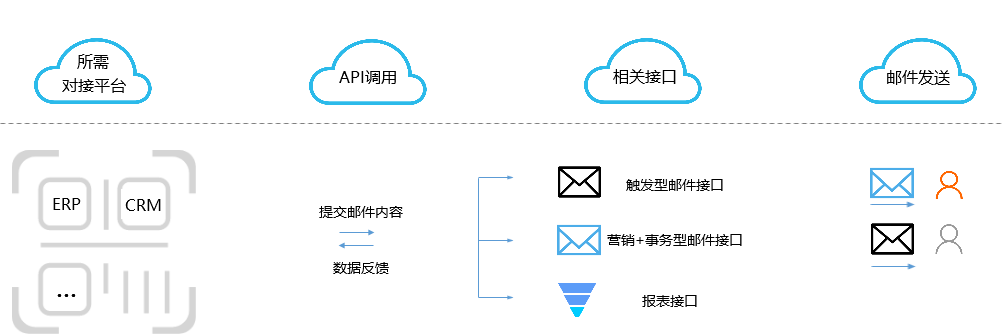 所需
对接平台
API调用
相关接口
邮件发送
ERP
CRM
...
提交邮件内容
数据反馈
触发型邮件接口
营销+事务型邮件接口
报表接口